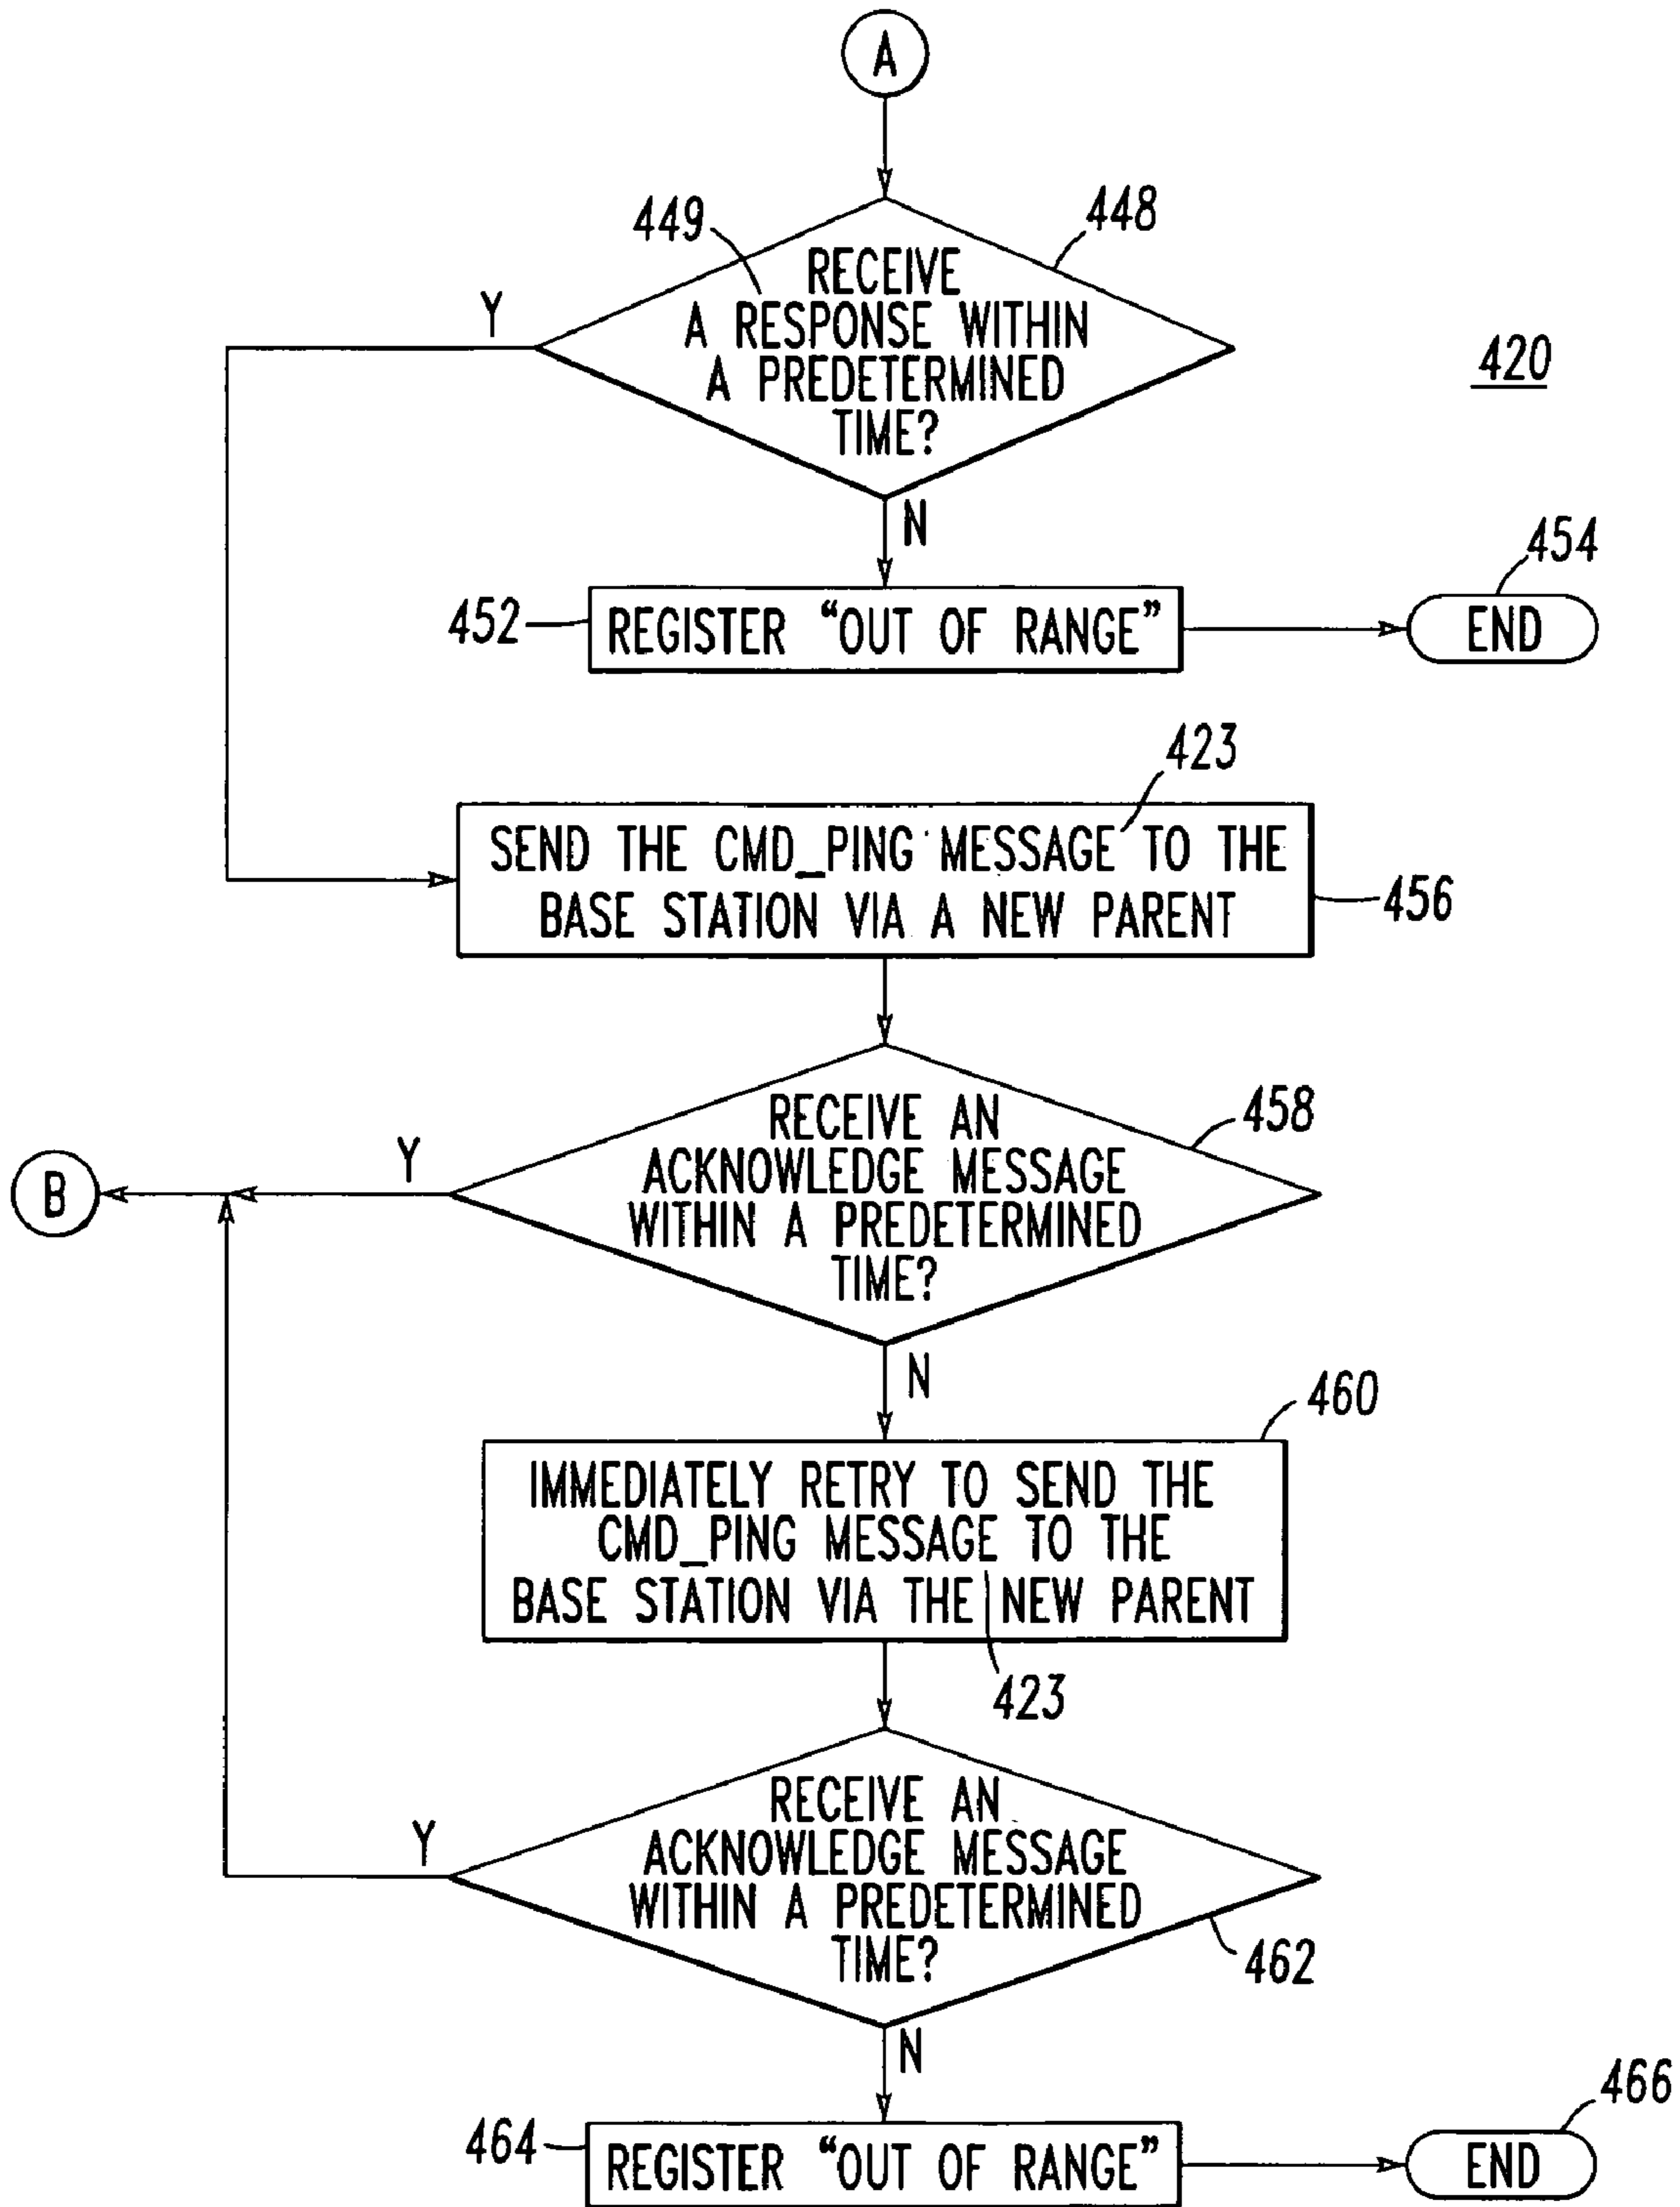 A
449
448
RECEIVE
A RESPONSE WITHIN
A PREDETERMINED
TIME?
Y
420
N
454
452
REGISTER “OUT OF RANGE”
END
423
SEND THE CMD_PING MESSAGE TO THE
BASE STATION VIA A NEW PARENT
456
458
RECEIVE AN
ACKNOWLEDGE MESSAGE
WITHIN A PREDETERMINED
TIME?
Y
B
N
460
IMMEDIATELY RETRY TO SEND THE
CMD_PING MESSAGE TO THE
BASE STATION VIA THE NEW PARENT
423
RECEIVE AN
ACKNOWLEDGE MESSAGE
WITHIN A PREDETERMINED
TIME?
Y
462
N
466
464
REGISTER “OUT OF RANGE”
END